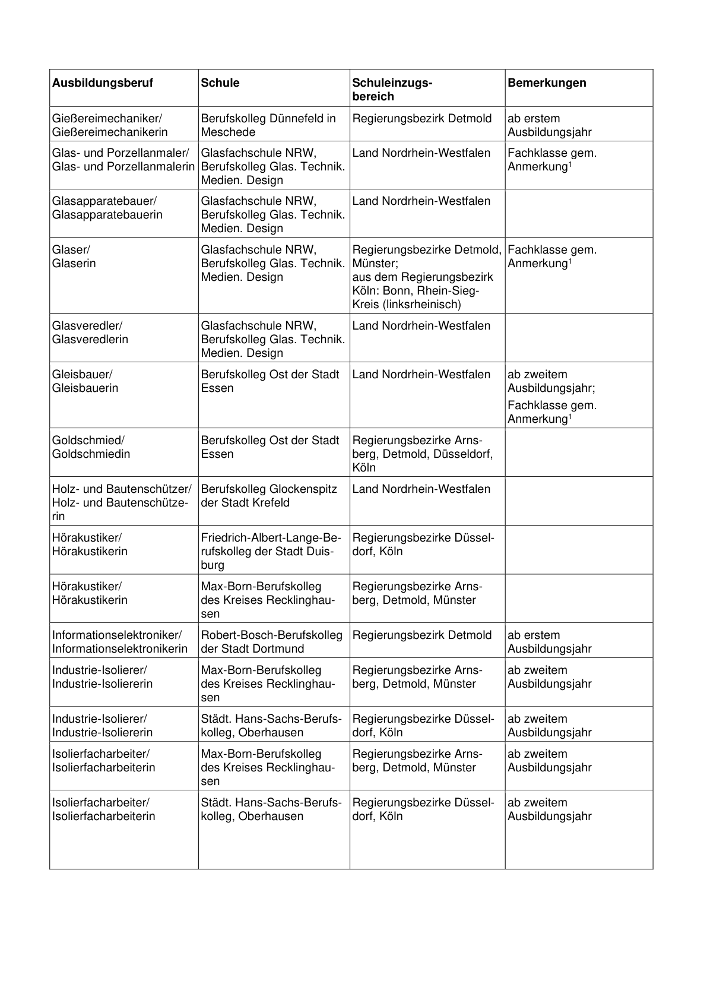 Ausbildungsberuf
Schule
Schuleinzugs-
bereich
Bemerkungen
Gießereimechaniker/
Gießereimechanikerin
Berufskolleg Dünnefeld in
Meschede
Regierungsbezirk Detmold
ab erstem
Ausbildungsjahr
Glas- und Porzellanmaler/
Glas- und Porzellanmalerin
Glasfachschule NRW,
Berufskolleg Glas. Technik.
Medien. Design
Land Nordrhein-Westfalen
Fachklasse gem.
Anmerkung¹
Glasapparatebauer/
Glasapparatebauerin
Glasfachschule NRW,
Berufskolleg Glas. Technik.
Medien. Design
Land Nordrhein-Westfalen
Glaser/
Glaserin
Glasfachschule NRW,
Berufskolleg Glas. Technik.
Medien. Design
Regierungsbezirke Detmold,
Münster;
aus dem Regierungsbezirk
Köln: Bonn, Rhein-Sieg-
Kreis (linksrheinisch)
Fachklasse gem.
Anmerkung¹
Glasveredler/
Glasveredlerin
Glasfachschule NRW,
Berufskolleg Glas. Technik.
Medien. Design
Land Nordrhein-Westfalen
Gleisbauer/
Gleisbauerin
Berufskolleg Ost der Stadt
Essen
Land Nordrhein-Westfalen
ab zweitem
Ausbildungsjahr;
Fachklasse gem.
Anmerkung¹
Goldschmied/
Goldschmiedin
Berufskolleg Ost der Stadt
Essen
Regierungsbezirke Arns-
berg, Detmold, Düsseldorf,
Köln
Holz- und Bautenschützer/
Holz- und Bautenschütze-
rin
Berufskolleg Glockenspitz
der Stadt Krefeld
Land Nordrhein-Westfalen
Hörakustiker/
Hörakustikerin
Friedrich-Albert-Lange-Be-
rufskolleg der Stadt Duis-
burg
Regierungsbezirke Düssel-
dorf, Köln
Hörakustiker/
Hörakustikerin
Max-Born-Berufskolleg
des Kreises Recklinghau-
sen
Regierungsbezirke Arns-
berg, Detmold, Münster
Informationselektroniker/
Informationselektronikerin
Robert-Bosch-Berufskolleg
der Stadt Dortmund
Regierungsbezirk Detmold
ab erstem
Ausbildungsjahr
Industrie-Isolierer/
Industrie-Isoliererin
Max-Born-Berufskolleg
des Kreises Recklinghau-
sen
Regierungsbezirke Arns-
berg, Detmold, Münster
ab zweitem
Ausbildungsjahr
Industrie-Isolierer/
Industrie-Isoliererin
Städt. Hans-Sachs-Berufs-
kolleg, Oberhausen
Regierungsbezirke Düssel-
dorf, Köln
ab zweitem
Ausbildungsjahr
Isolierfacharbeiter/
Isolierfacharbeiterin
Max-Born-Berufskolleg
des Kreises Recklinghau-
sen
Regierungsbezirke Arns-
berg, Detmold, Münster
ab zweitem
Ausbildungsjahr
Isolierfacharbeiter/
Isolierfacharbeiterin
Städt. Hans-Sachs-Berufs-
kolleg, Oberhausen
Regierungsbezirke Düssel-
dorf, Köln
ab zweitem
Ausbildungsjahr